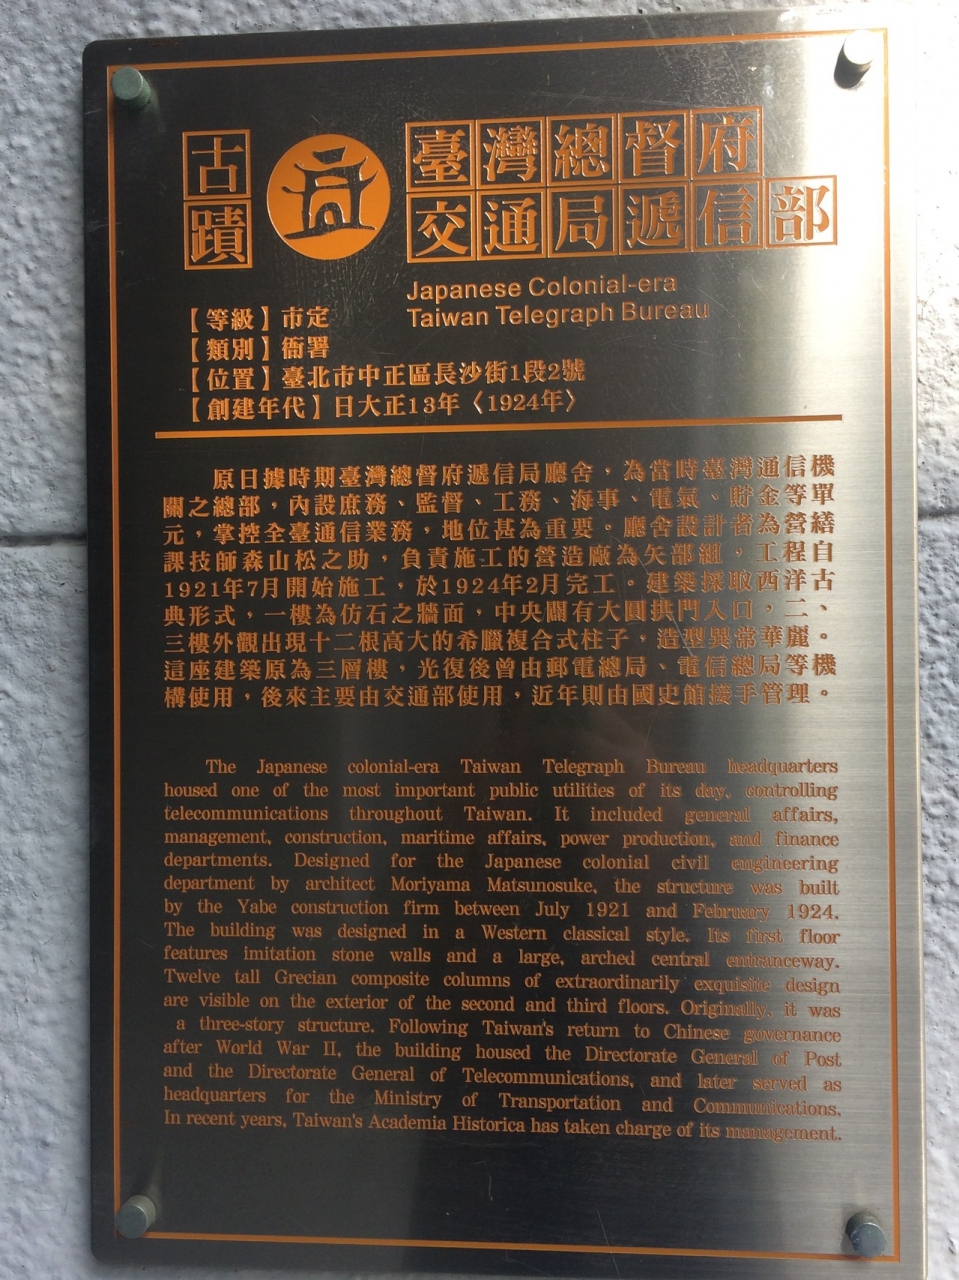 古蹟
臺灣總督府
交通局遞信部
Japanese Colonial-era
Taiwan Telegraph Bureau
【等級】市定
【類別】衙署
【位置】臺北市中正區長沙街1段2號
【創建年代】日大正13年〈1924年〉
原日據時期臺灣總督府遞信局廳舍，為當時臺灣通信機
關之總部，內設庶務、監督、工務、海事、電氣、貯金等單
元，掌控全臺通信業務，地位甚為重要。廳舍設計者為營繕
課技師森山松之助，負責施工的營造廠為矢部組，工程自
1921年7月開始施工，於1924年2月完工。建築採取西洋古
典形式，一樓為仿石之牆面，中央闢有大圓拱門入口，二、
三樓外觀出現十二根高大的希臘複合式柱子，造型異常華麗。
這座建築原為三層樓，光復後曾由郵電總局、電信總局等機
構使用，後來主要由交通部使用，近年則由國史館接手管理。
The Japanese colonial-era Taiwan Telegraph Bureau headquarters
housed one of the most important public utilities of its day, controlling
telecommunications throughout Taiwan. It included general affairs,
management, construction, maritime affairs, power production, and finance
departments. Designed for the Japanese colonial civil engineering
department by architect Moriyama Matsunosuke, the structure was built
by the Yabe construction firm between July 1921 and February 1924.
The building was designed in a Western classical style. Its first floor
features imitation stone walls and a large, arched central entranceway.
Twelve tall Grecian composite columns of extraordinarily exquisite design
are visible on the exterior of the second and third floors. Originally, it was
a three-story structure. Following Taiwan's return to Chinese governance
after World War II, the building housed the Directorate General of Post
and the Directorate General of Telecommunications, and later served as
headquarters for the Ministry of Transportation and Communications.
In recent years, Taiwan's Academia Historica has taken charge of its management.